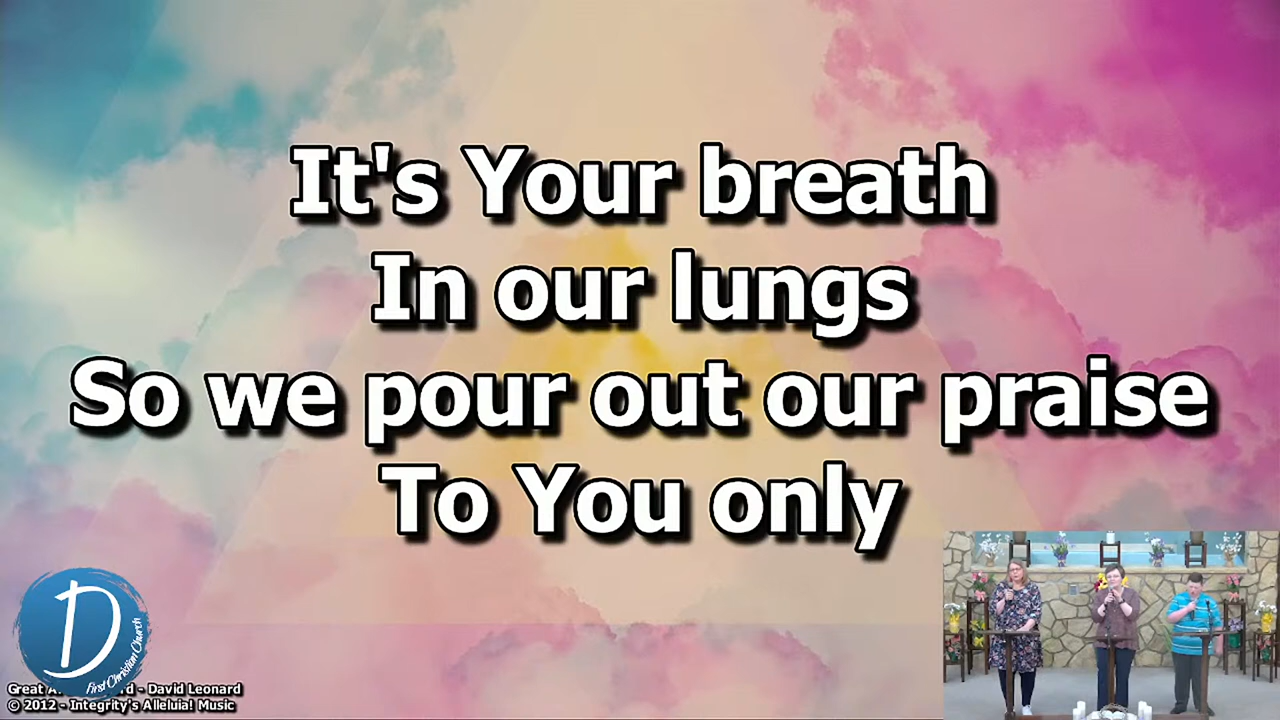 It's Your breath
In our lungs
So we pour out our praise
To You only
D
First Christian Church
Great - David Leonard
© 2012 - Integrity's Alleluia! Music